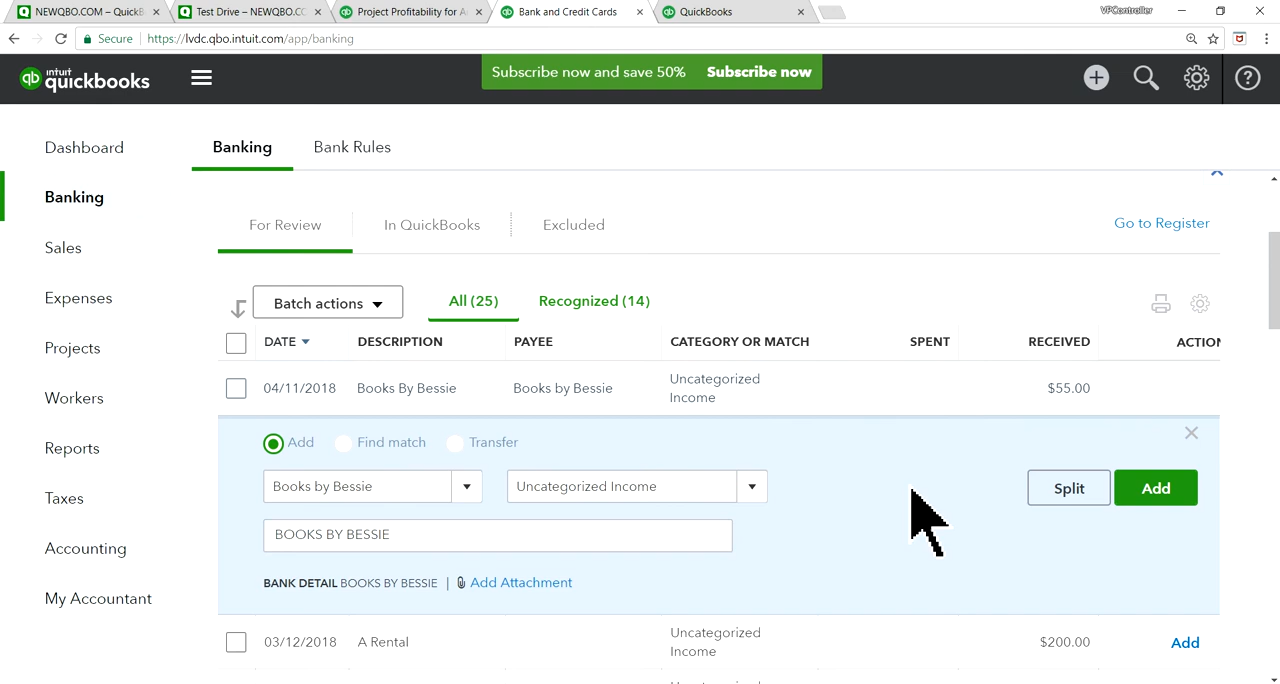 NEWQBO.COM – QuickB
Test Drive – NEWQBO.CO
Project Profitability for A
Bank and Credit Cards
QuickBooks
VPController
Secure
https://lvdc.qbo.intuit.com/app/banking
intuit
quickbooks
Subscribe now and save 50% Subscribe now
Dashboard
Banking
Sales
Expenses
Projects
Workers
Reports
Taxes
Accounting
My Accountant
Banking Bank Rules
For Review In QuickBooks Excluded Go to Register
Batch actions All (25) Recognized (14)
DATE DESCRIPTION PAYEE CATEGORY OR MATCH SPENT RECEIVED ACTION
04/11/2018 Books By Bessie Books by Bessie Uncategorized Income $55.00
Add Find match Transfer
Books by Bessie Uncategorized Income Split Add
BOOKS BY BESSIE
BANK DETAIL BOOKS BY BESSIE | Add Attachment
03/12/2018 A Rental Uncategorized Income $200.00 Add